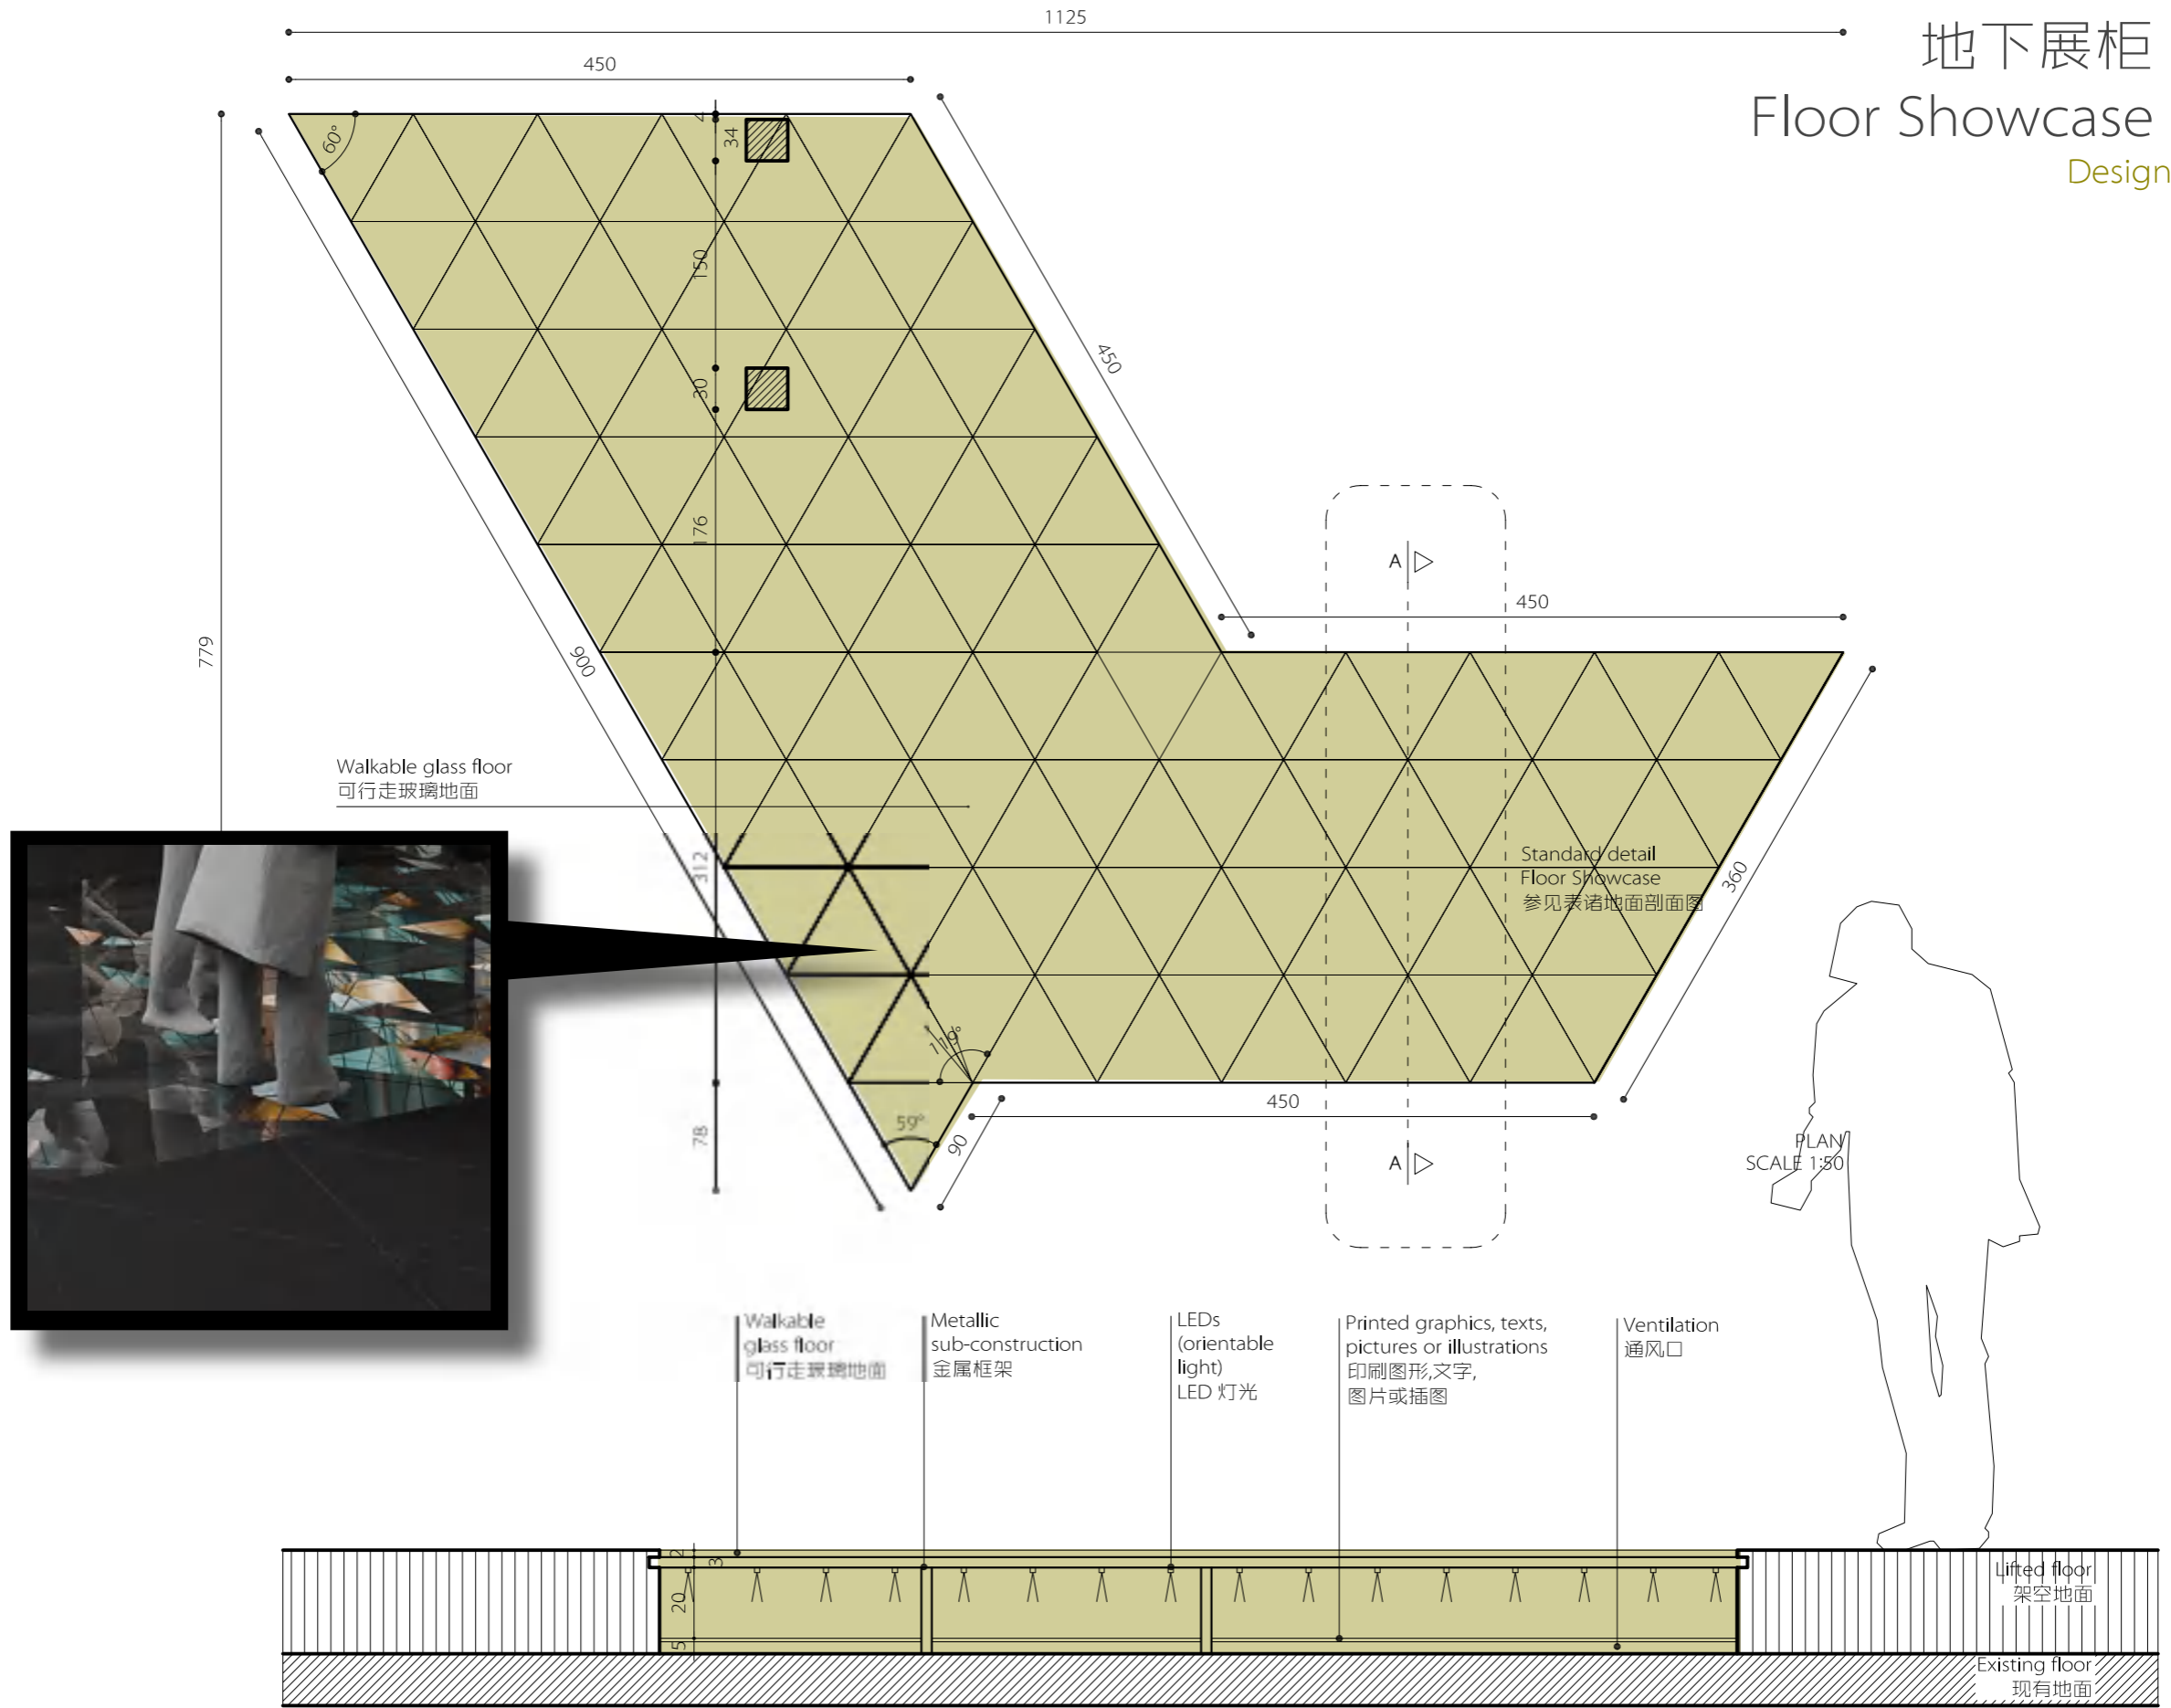 1125
地下展柜
Floor Showcase
Design
450
60°
4
34
150
450
30
176
A
450
779
900
Walkable glass floor
可行走玻璃地面
312
Standard detail
Floor Showcase
参见表诸地面剖面图
360
119°
59°
78
90
450
A
PLAN
SCALE 1:50
Walkable
glass floor
可行走玻璃地面
Metallic
sub-construction
金属框架
LEDs
(orientable
light)
LED 灯光
Printed graphics, texts,
pictures or illustrations
印刷图形,文字,
图片或插图
Ventilation
通风口
2
3
20
5
Lifted floor
架空地面
Existing floor
现有地面